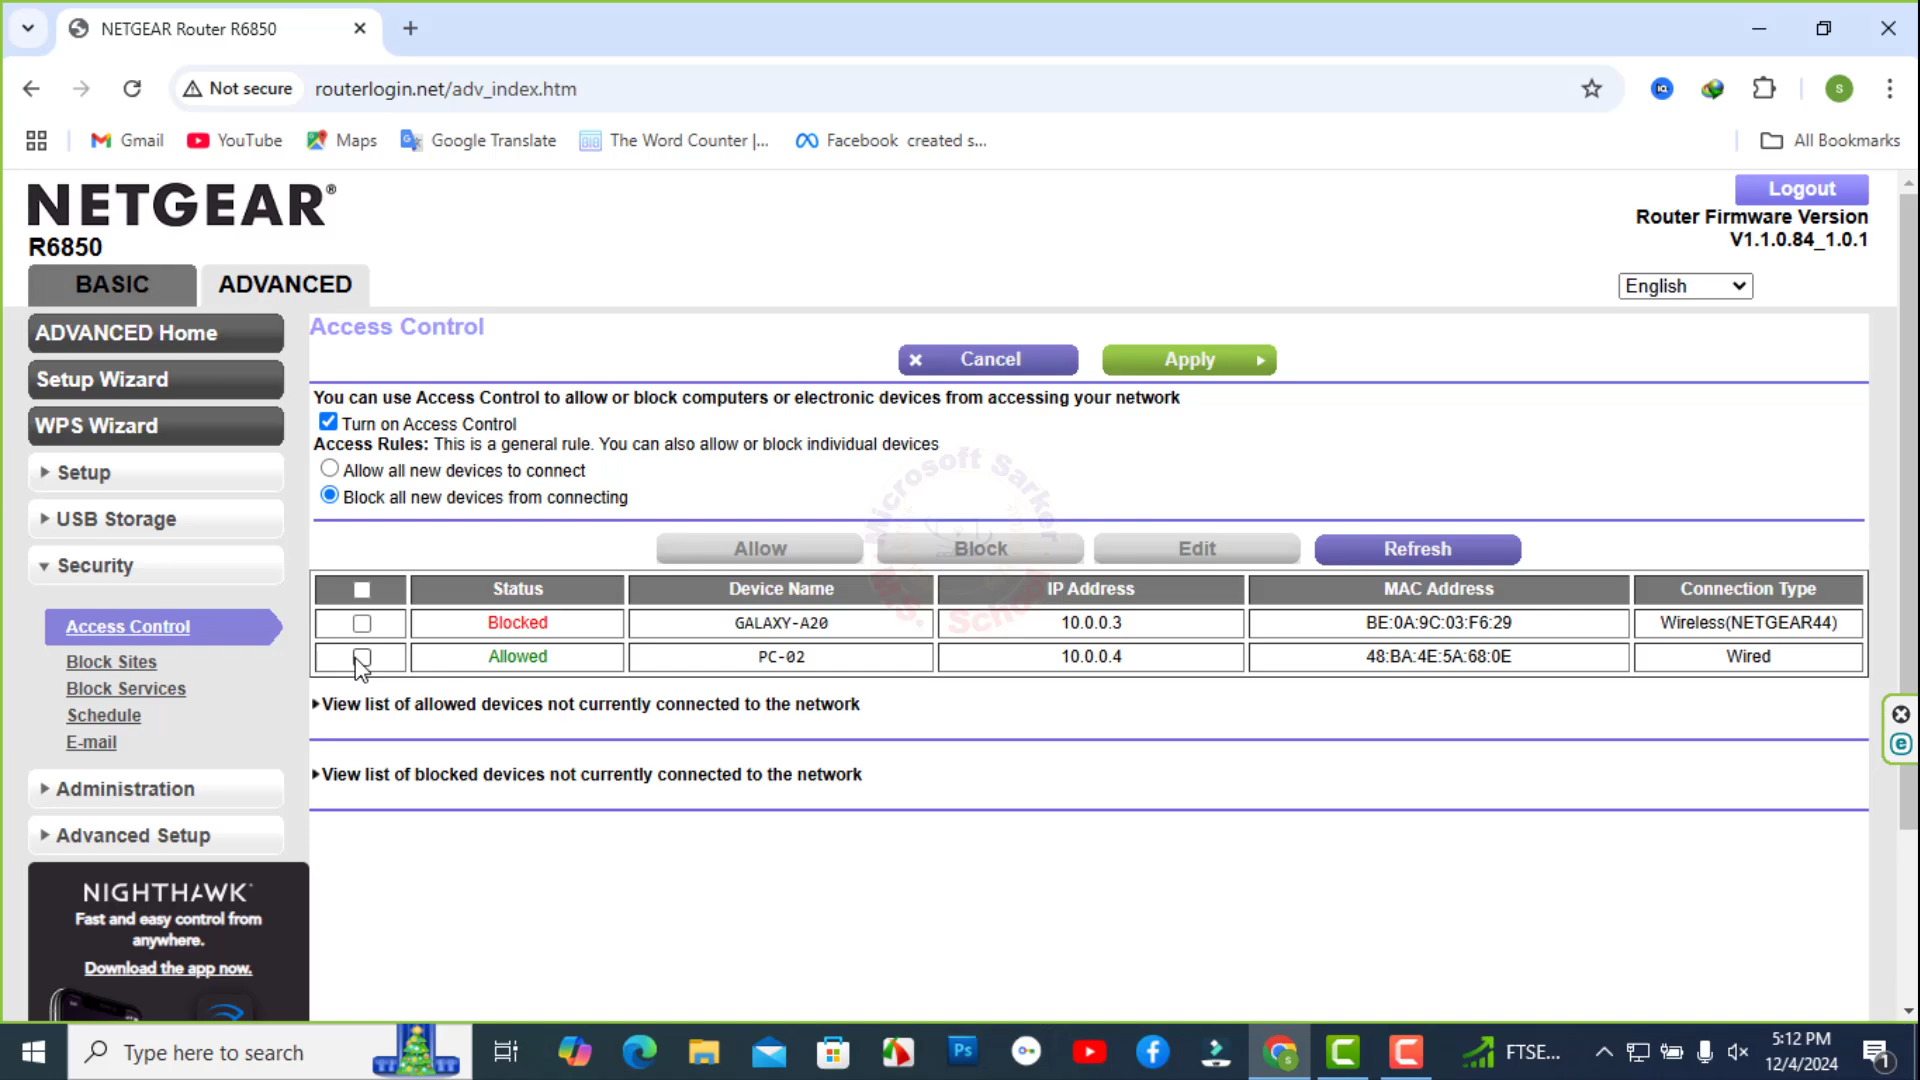 NETGEAR Router R6850
Not secure routerlogin.net/adv_index.htm
S
Gmail YouTube Maps Google Translate The Word Counter |... Facebook created s... All Bookmarks
NETGEAR®
R6850
Logout
Router Firmware Version
V1.1.0.84_1.0.1
BASIC ADVANCED
English
ADVANCED Home
Setup Wizard
WPS Wizard
Setup
USB Storage
Security
Access Control
Block Sites
Block Services
Schedule
E-mail
Administration
Advanced Setup
NIGHTHAWK
Fast and easy control from
anywhere.
Download the app now.
Access Control
Cancel Apply
You can use Access Control to allow or block computers or electronic devices from accessing your network
Turn on Access Control
Access Rules: This is a general rule. You can also allow or block individual devices
Allow all new devices to connect
Block all new devices from connecting
Microsoft Sarker
M.S. School
Allow Block Edit Refresh
Status Device Name IP Address MAC Address Connection Type
Blocked GALAXY-A20 10.0.0.3 BE:0A:9C:03:F6:29 Wireless(NETGEAR44)
Allowed PC-02 10.0.0.4 48:BA:4E:5A:68:0E Wired
View list of allowed devices not currently connected to the network
View list of blocked devices not currently connected to the network
Type here to search
Ps
S
FTSE...
5:12 PM
12/4/2024
1